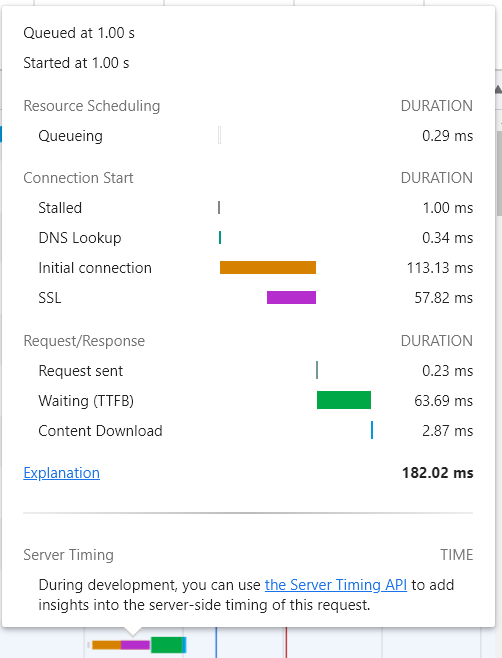 Queued at 1.00 s
Started at 1.00 s
Resource Scheduling DURATION
Queueing 0.29 ms
Connection Start DURATION
Stalled 1.00 ms
DNS Lookup 0.34 ms
Initial connection 113.13 ms
SSL 57.82 ms
Request/Response DURATION
Request sent 0.23 ms
Waiting (TTFB) 63.69 ms
Content Download 2.87 ms
Explanation 182.02 ms
Server Timing TIME
During development, you can use the Server Timing API to add
insights into the server-side timing of this request.